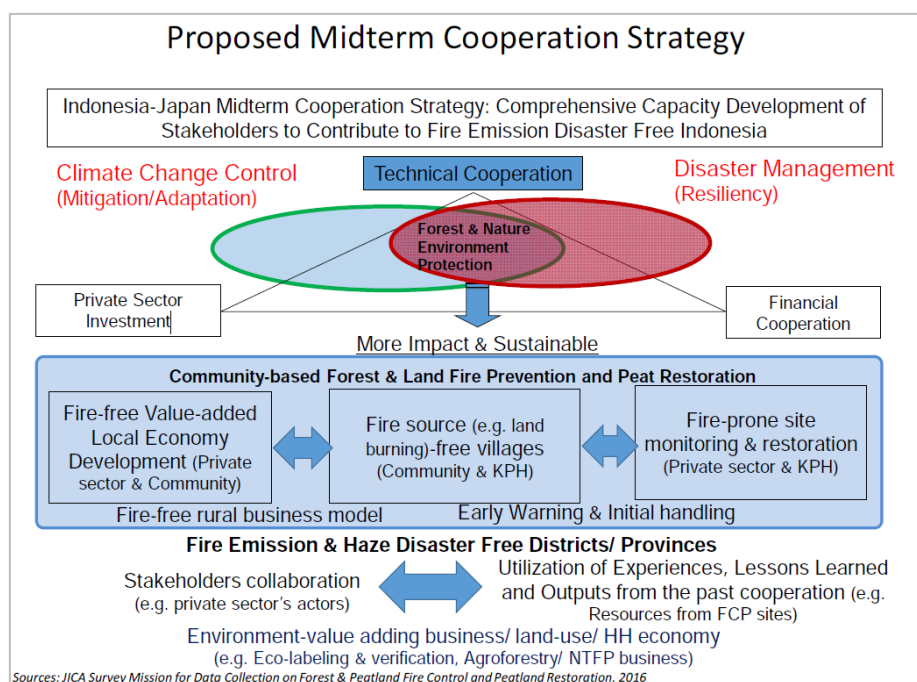 Proposed Midterm Cooperation Strategy
Indonesia-Japan Midterm Cooperation Strategy: Comprehensive Capacity Development of
Stakeholders to Contribute to Fire Emission Disaster Free Indonesia
Climate Change Control
(Mitigation/Adaptation)
Technical Cooperation
Disaster Management
(Resiliency)
Forest & Nature
Environment
Protection
Private Sector
Investment
Financial
Cooperation
More Impact & Sustainable
Community-based Forest & Land Fire Prevention and Peat Restoration
Fire-free Value-added
Local Economy
Development (Private
sector & Community)
Fire source (e.g. land
burning)-free villages
(Community & KPH)
Fire-prone site
monitoring & restoration
(Private sector & KPH)
Fire-free rural business model
Early Warning & Initial handling
Fire Emission & Haze Disaster Free Districts/ Provinces
Stakeholders collaboration
(e.g. private sector's actors)
Utilization of Experiences, Lessons Learned
and Outputs from the past cooperation (e.g.
Resources from FCP sites)
Environment-value adding business/ land-use/ HH economy
(e.g. Eco-labeling & verification, Agroforestry/ NTFP business)
Sources: JICA Survey Mission for Data Collection on Forest & Peatland Fire Control and Peatland Restoration, 2016